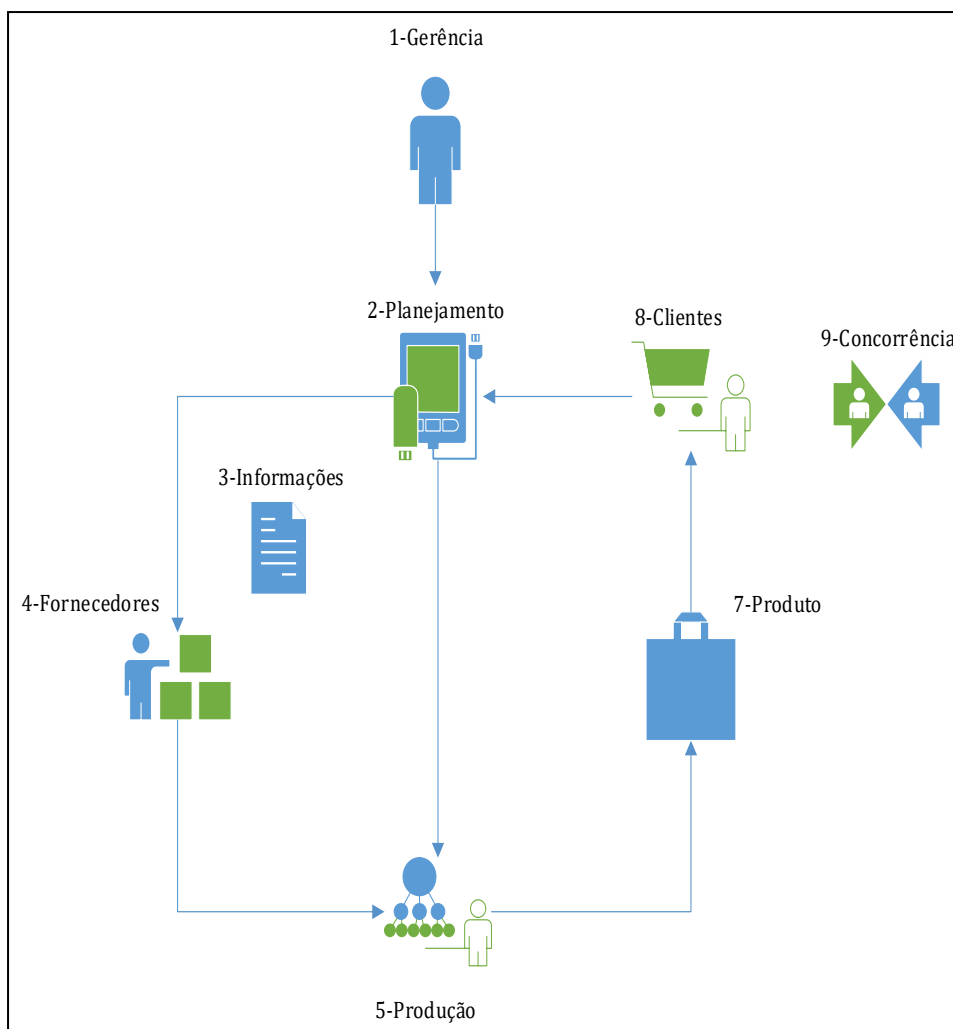 1-Gerência
2-Planejamento
8-Clientes
9-Concorrência
3-Informações
4-Fornecedores
7-Produto
5-Produção